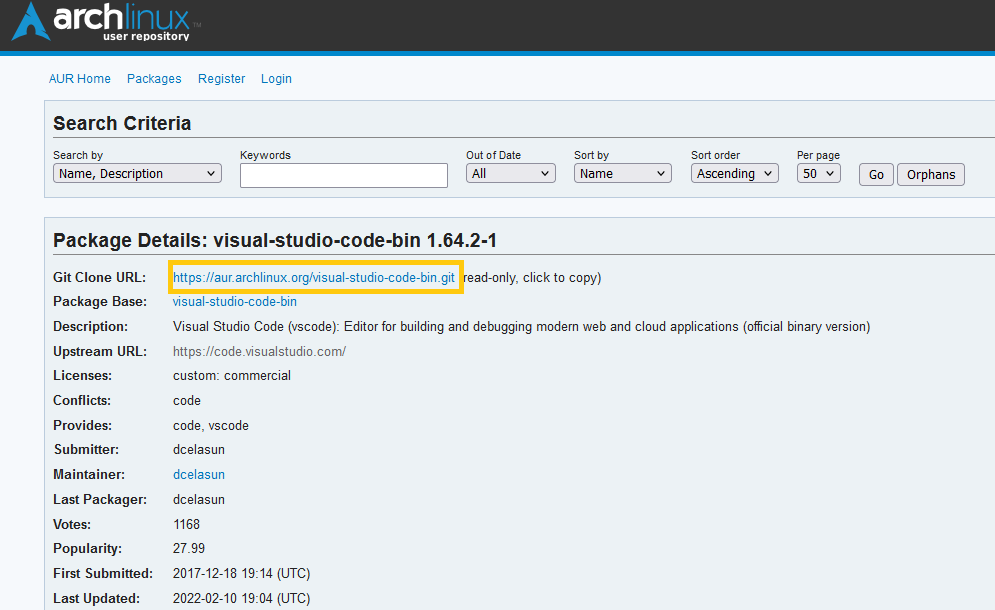 archlinux™
user repository
AUR Home Packages Register Login
Search Criteria
Search by Keywords Out of Date Sort by Sort order Per page
Name, Description All Name Ascending 50 Go Orphans
Package Details: visual-studio-code-bin 1.64.2-1
Git Clone URL: https://aur.archlinux.org/visual-studio-code-bin.git read-only, click to copy)
Package Base: visual-studio-code-bin
Description: Visual Studio Code (vscode): Editor for building and debugging modern web and cloud applications (official binary version)
Upstream URL: https://code.visualstudio.com/
Licenses: custom: commercial
Conflicts: code
Provides: code, vscode
Submitter: dcelasun
Maintainer: dcelasun
Last Packager: dcelasun
Votes: 1168
Popularity: 27.99
First Submitted: 2017-12-18 19:14 (UTC)
Last Updated: 2022-02-10 19:04 (UTC)